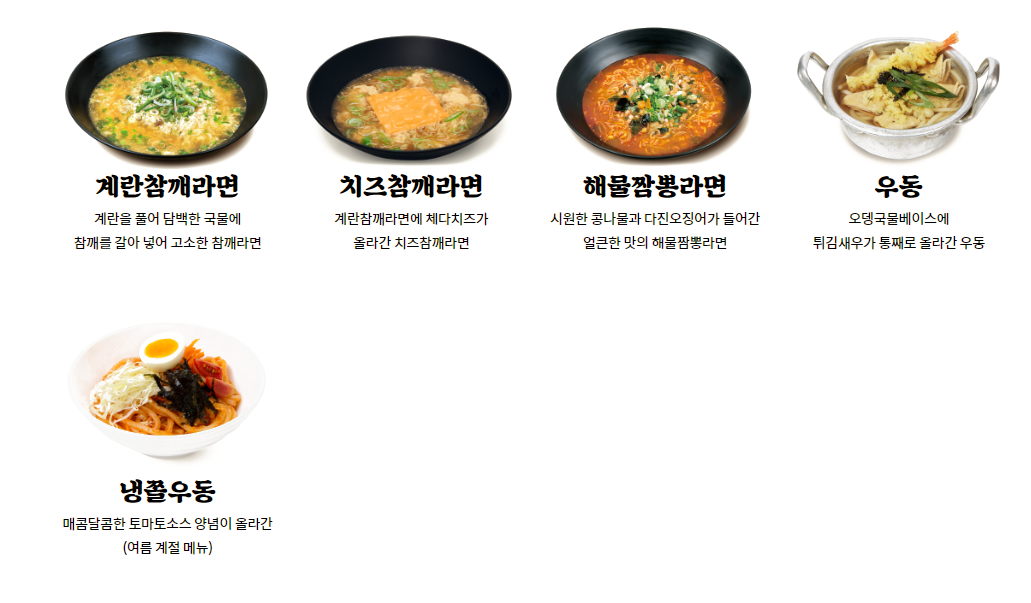 계란참깨라면
계란을 풀어 담백한 국물에
참깨를 갈아 넣어 고소한 참깨라면
치즈참깨라면
계란참깨라면에 체다치즈가
올라간 치즈참깨라면
해물짬뽕라면
시원한 콩나물과 다진오징어가 들어간
얼큰한 맛의 해물짬뽕라면
우동
오뎅국물베이스에
튀김새우가 통째로 올라간 우동
냉쫄우동
매콤달콤한 토마토소스 양념이 올라간
(여름 계절 메뉴)